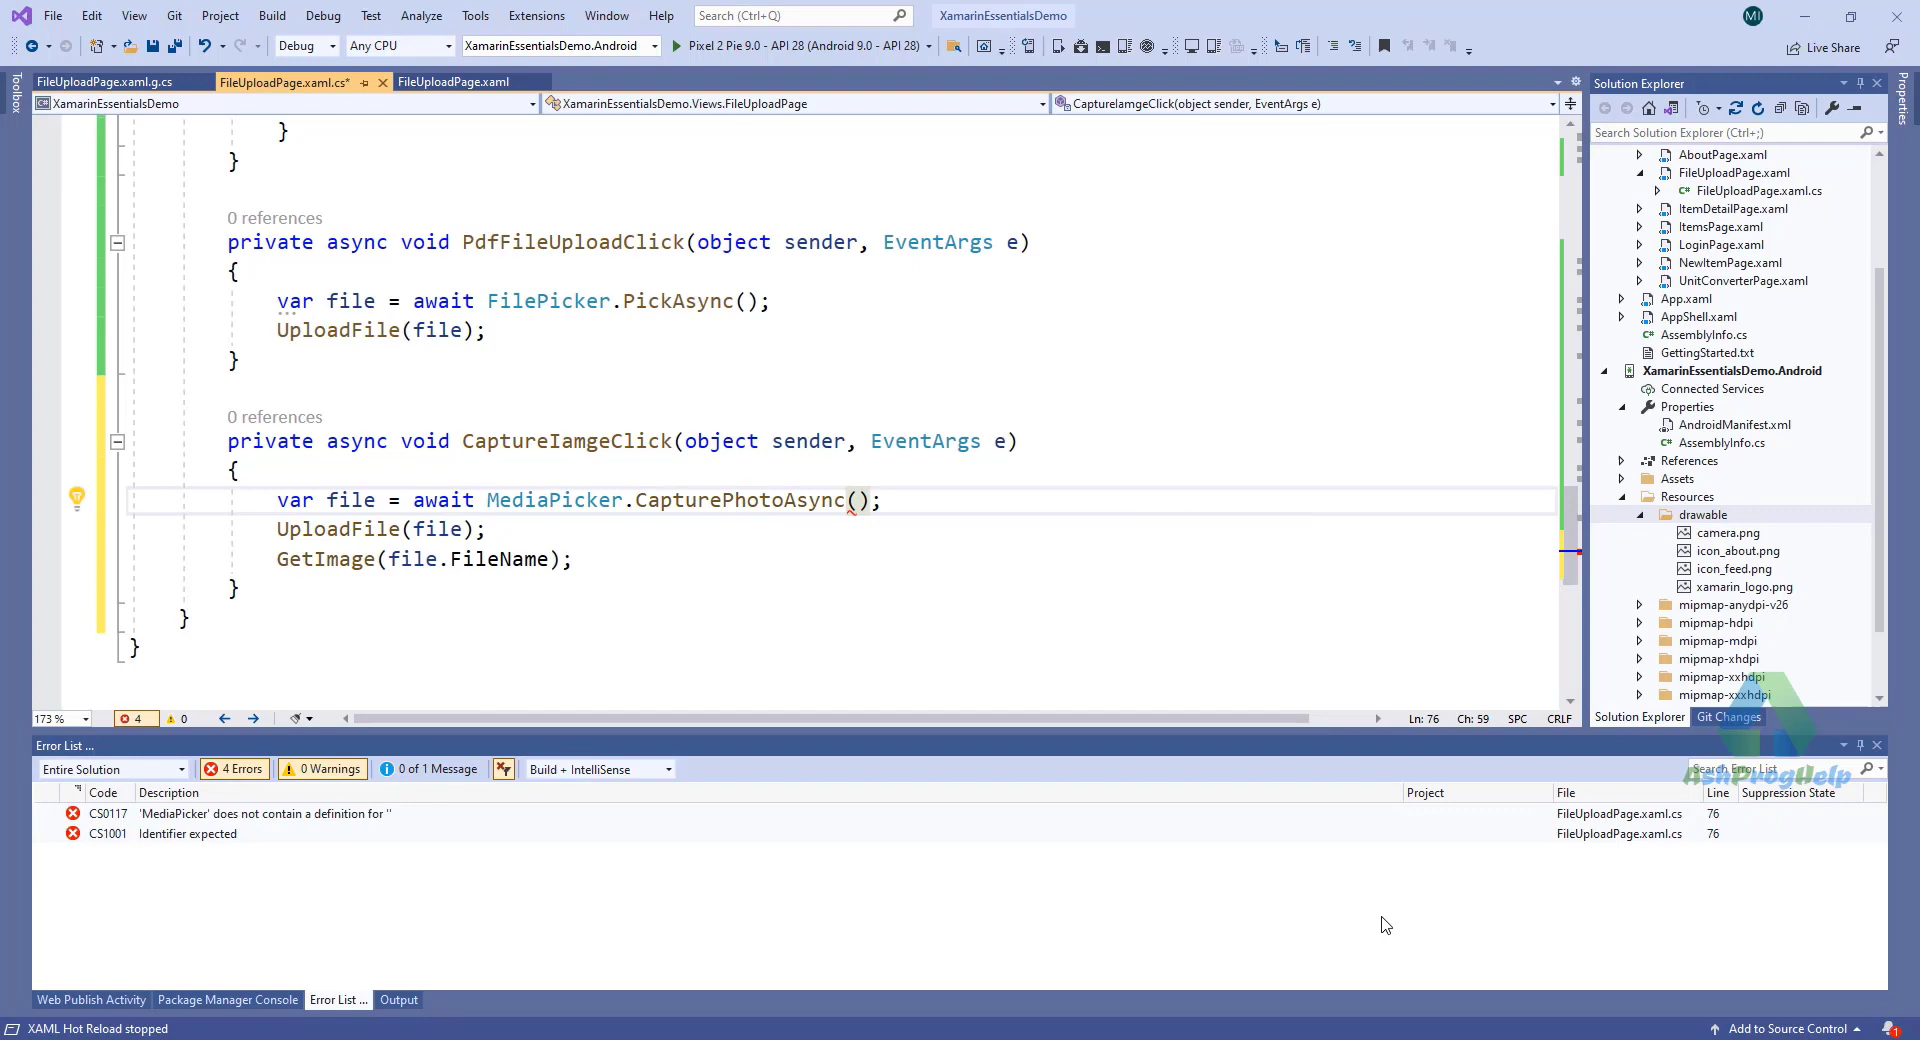 File Edit View Git Project Build Debug Test Analyze Tools Extensions Window Help Search (Ctrl+Q) XamarinEssentialsDemo MI
Debug Any CPU XamarinEssentialsDemo.Android Pixel 2 Pie 9.0 - API 28 (Android 9.0 - API 28) Live Share
Toolbox
FileUploadPage.xaml.g.cs FileUploadPage.xaml.cs* FileUploadPage.xaml
XamarinEssentialsDemo XamarinEssentialsDemo.Views.FileUploadPage CaptureIamgeClick(object sender, EventArgs e)
}
}
0 references
private async void PdfFileUploadClick(object sender, EventArgs e)
{
var file = await FilePicker.PickAsync();
UploadFile(file);
}
0 references
private async void CaptureIamgeClick(object sender, EventArgs e)
{
var file = await MediaPicker.CapturePhotoAsync();
UploadFile(file);
GetImage(file.FileName);
}
}
}
173 % 4 0 Ln: 76 Ch: 59 SPC CRLF
Solution Explorer
Search Solution Explorer (Ctrl+;)
AboutPage.xaml
FileUploadPage.xaml
C# FileUploadPage.xaml.cs
ItemDetailPage.xaml
ItemsPage.xaml
LoginPage.xaml
NewItemPage.xaml
UnitConverterPage.xaml
App.xaml
AppShell.xaml
C# AssemblyInfo.cs
GettingStarted.txt
XamarinEssentialsDemo.Android
Connected Services
Properties
AndroidManifest.xml
C# AssemblyInfo.cs
References
Assets
Resources
drawable
camera.png
icon_about.png
icon_feed.png
xamarin_logo.png
mipmap-anydpi-v26
mipmap-hdpi
mipmap-mdpi
mipmap-xhdpi
mipmap-xxhdpi
mipmap-xxxhdpi
Solution Explorer Git Changes
Properties
Error List ...
Entire Solution 4 Errors 0 Warnings 0 of 1 Message Build + IntelliSense Search Error List
AshProgHelp
Code Description Project File Line Suppression State
CS0117 'MediaPicker' does not contain a definition for '' FileUploadPage.xaml.cs 76
CS1001 Identifier expected FileUploadPage.xaml.cs 76
Web Publish Activity Package Manager Console Error List ... Output
XAML Hot Reload stopped Add to Source Control 1